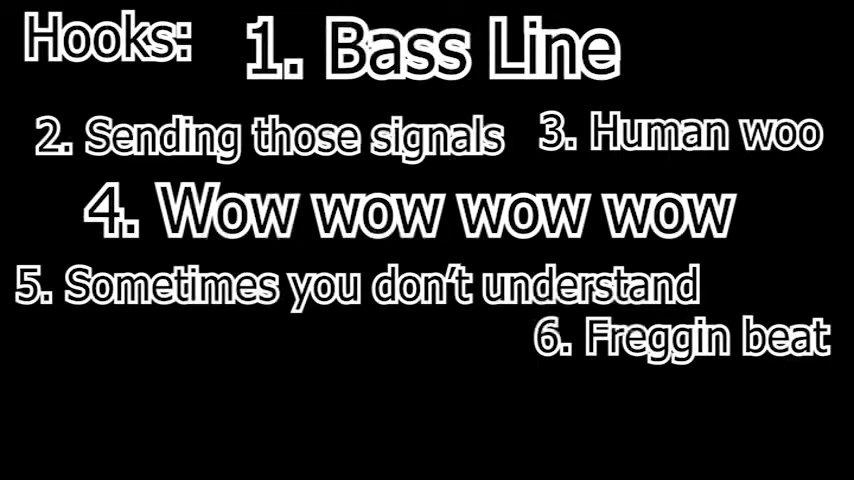 Hooks: 1. Bass Line
2. Sending those signals 3. Human woo
4. Wow wow wow wow
5. Sometimes you don't understand
6. Freggin beat